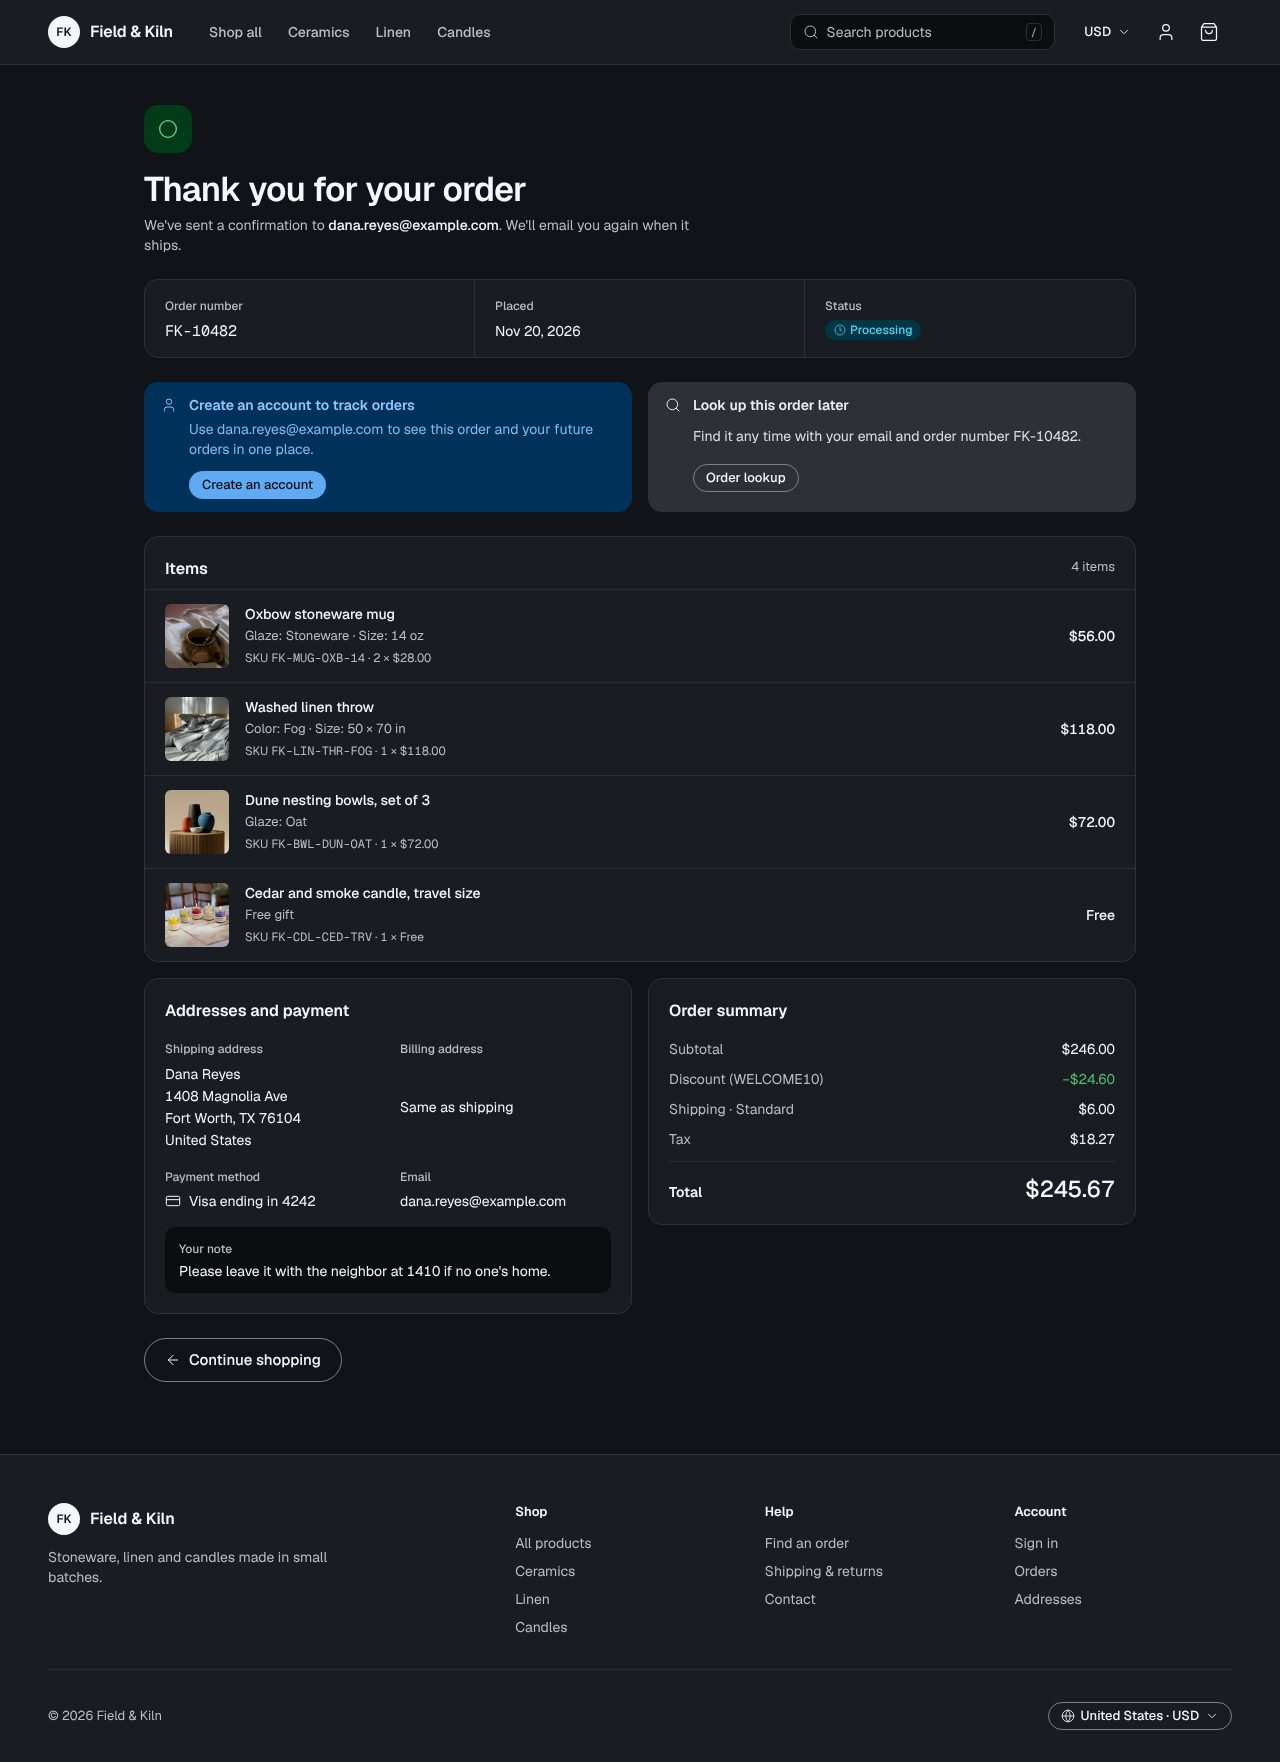 FK Field & Kiln Shop all Ceramics Linen Candles Search products / USD
Thank you for your order
We've sent a confirmation to dana.reyes@example.com. We'll email you again when it
ships.
Order number Placed Status
FK-10482 Nov 20, 2026 Processing
Create an account to track orders
Use dana.reyes@example.com to see this order and your future
orders in one place.
Create an account
Look up this order later
Find it any time with your email and order number FK-10482.
Order lookup
Items 4 items
Oxbow stoneware mug
Glaze: Stoneware · Size: 14 oz
SKU FK-MUG-OXB-14 · 2 × $28.00
$56.00
Washed linen throw
Color: Fog · Size: 50 × 70 in
SKU FK-LIN-THR-FOG · 1 × $118.00
$118.00
Dune nesting bowls, set of 3
Glaze: Oat
SKU FK-BWL-DUN-OAT · 1 × $72.00
$72.00
Cedar and smoke candle, travel size
Free gift
SKU FK-CDL-CED-TRV · 1 × Free
Free
Addresses and payment
Shipping address
Dana Reyes
1408 Magnolia Ave
Fort Worth, TX 76104
United States
Billing address
Same as shipping
Payment method
Visa ending in 4242
Email
dana.reyes@example.com
Your note
Please leave it with the neighbor at 1410 if no one's home.
Order summary
Subtotal $246.00
Discount (WELCOME10) −$24.60
Shipping · Standard $6.00
Tax $18.27
Total $245.67
Continue shopping
FK Field & Kiln
Stoneware, linen and candles made in small
batches.
Shop
All products
Ceramics
Linen
Candles
Help
Find an order
Shipping & returns
Contact
Account
Sign in
Orders
Addresses
© 2026 Field & Kiln
United States · USD